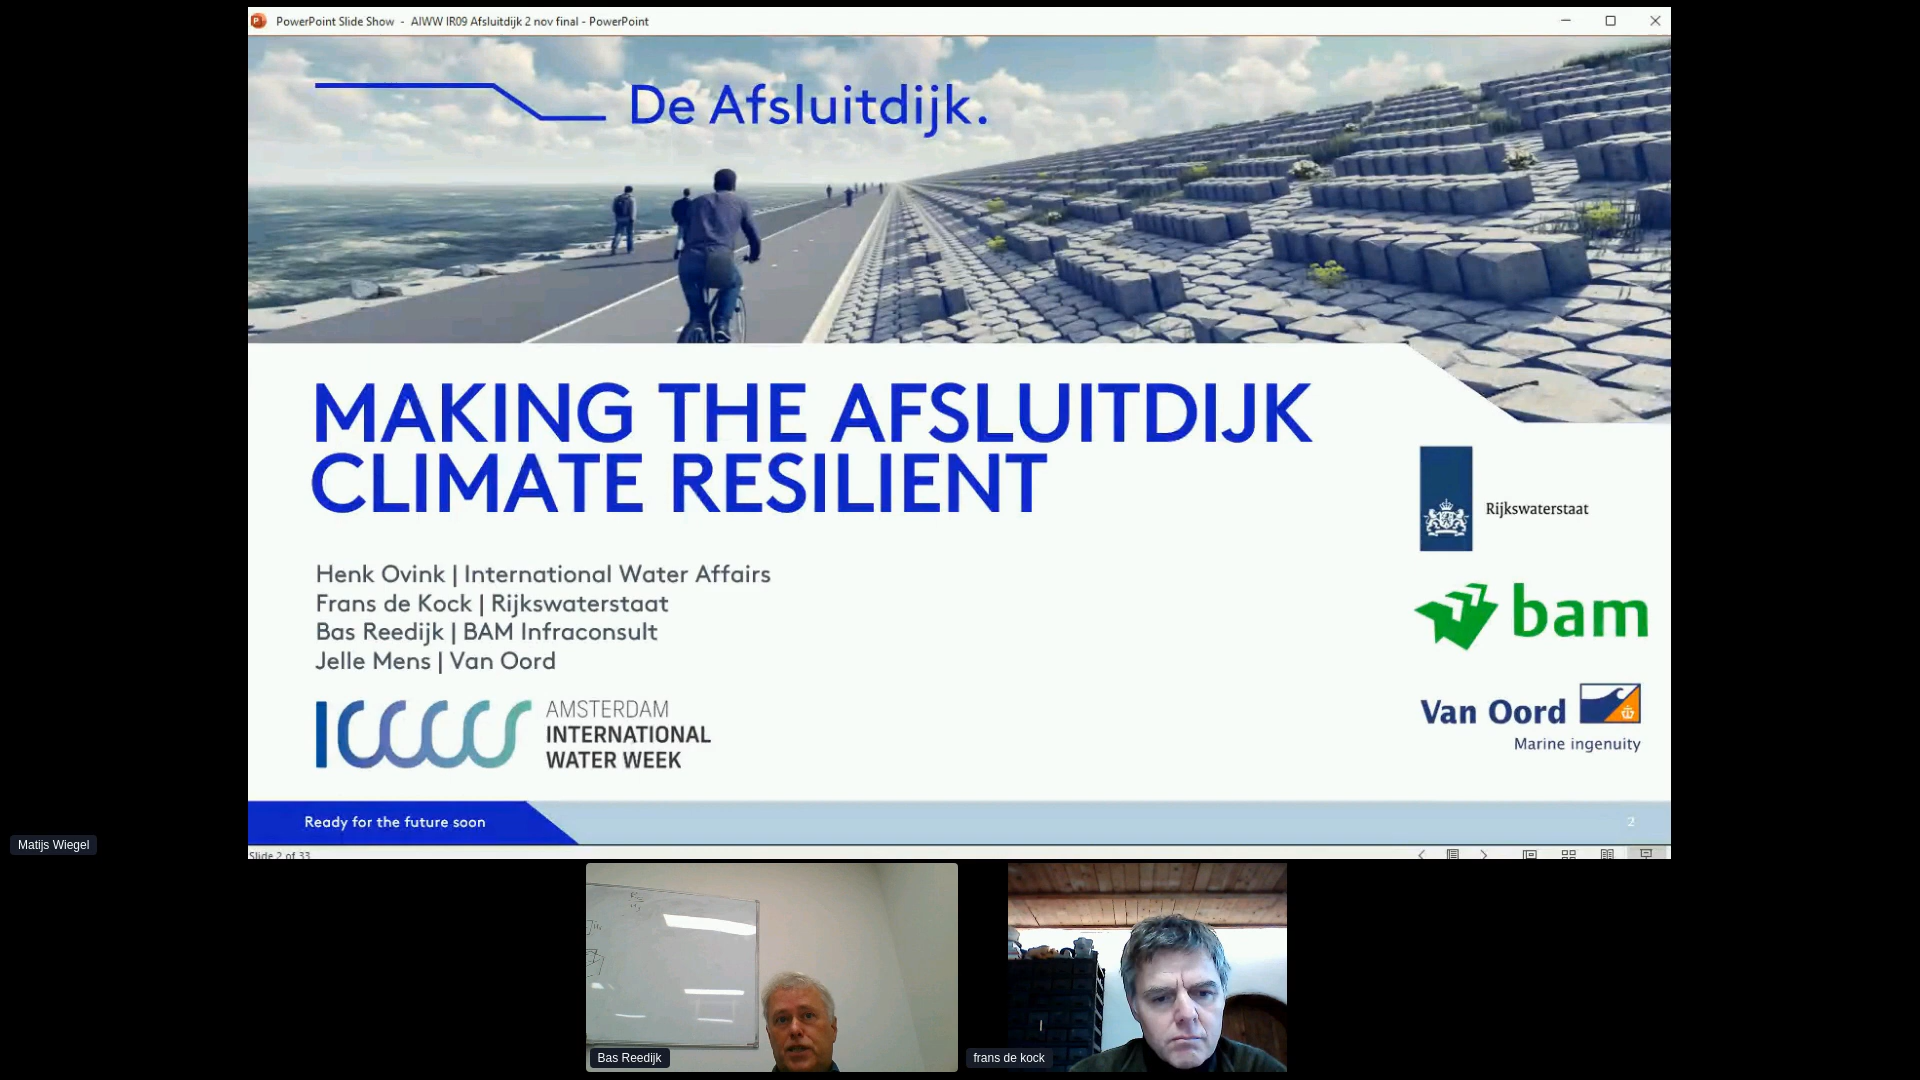 PowerPoint Slide Show - AIWW IR09 Afsluitdijk 2 nov final - PowerPoint
De Afsluitdijk.
MAKING THE AFSLUITDIJK
CLIMATE RESILIENT
Rijkswaterstaat
Henk Ovink | International Water Affairs
Frans de Kock | Rijkswaterstaat
Bas Reedijk | BAM Infraconsult
Jelle Mens | Van Oord
bam
Van Oord
Marine ingenuity
AMSTERDAM
INTERNATIONAL
WATER WEEK
Ready for the future soon
2
Matijs Wiegel
Slide 2 of 33
Bas Reedijk
frans de kock